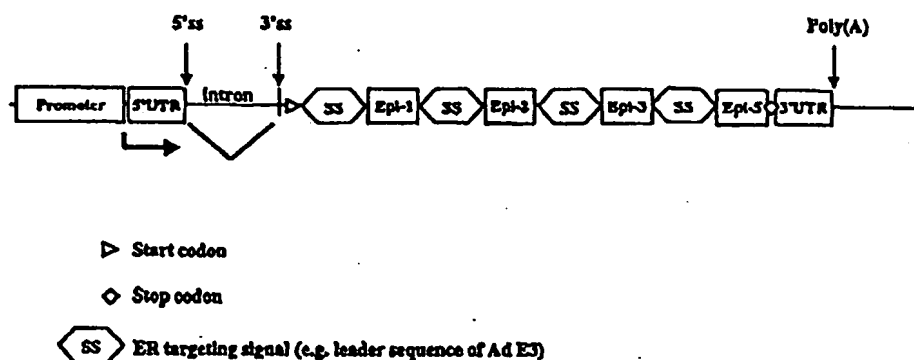 5'ss 3'ss Poly(A)
Promoter 5'UTR Intron SS Epi-1 SS Epi-2 SS Epi-3 SS Epi-5 3'UTR
Start codon
Stop codon
SS ER targeting signal (e.g. leader sequence of Ad E3)